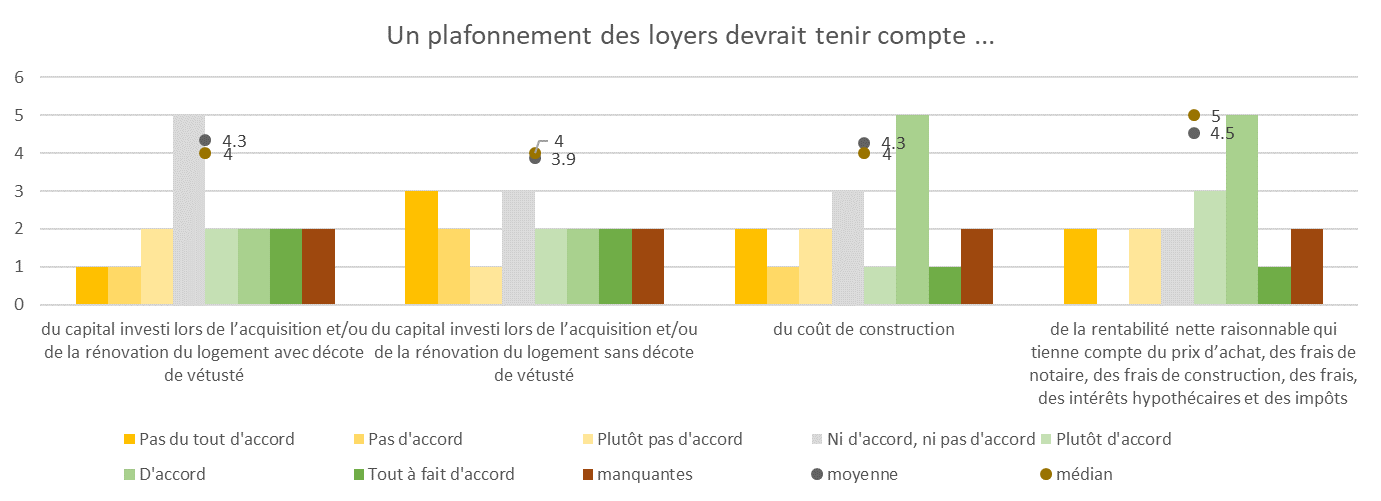 Un plafonnement des loyers devrait tenir compte ...
6
5
4
3
2
1
0
4.3
4
4
3.9
4.3
4
5
4.5
du capital investi lors de l’acquisition et/ou
de la rénovation du logement avec décote
de vétusté
du capital investi lors de l’acquisition et/ou
de la rénovation du logement sans décote
de vétusté
du coût de construction
de la rentabilité nette raisonnable qui
tienne compte du prix d’achat, des frais de
notaire, des frais de construction, des frais,
des intérêts hypothécaires et des impôts
Pas du tout d'accord
Pas d'accord
Plutôt pas d'accord
Ni d'accord, ni pas d'accord
Plutôt d'accord
D'accord
Tout à fait d'accord
manquantes
moyenne
médian